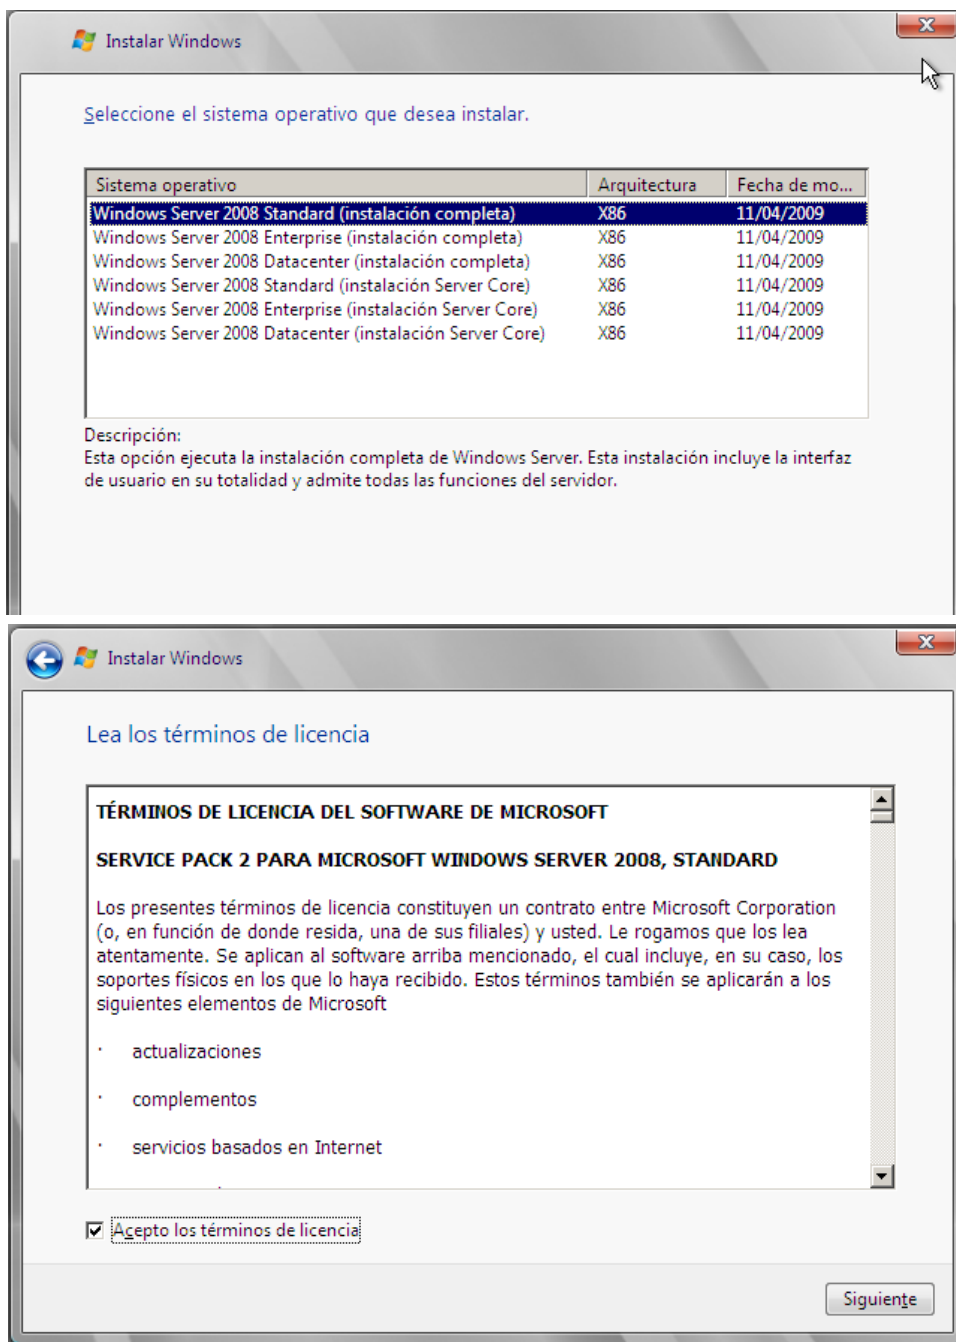 Instalar Windows
Seleccione el sistema operativo que desea instalar.
Sistema operativo Arquitectura Fecha de mo...
Windows Server 2008 Standard (instalación completa) X86 11/04/2009
Windows Server 2008 Enterprise (instalación completa) X86 11/04/2009
Windows Server 2008 Datacenter (instalación completa) X86 11/04/2009
Windows Server 2008 Standard (instalación Server Core) X86 11/04/2009
Windows Server 2008 Enterprise (instalación Server Core) X86 11/04/2009
Windows Server 2008 Datacenter (instalación Server Core) X86 11/04/2009
Descripción:
Esta opción ejecuta la instalación completa de Windows Server. Esta instalación incluye la interfaz
de usuario en su totalidad y admite todas las funciones del servidor.
Instalar Windows
Lea los términos de licencia
TÉRMINOS DE LICENCIA DEL SOFTWARE DE MICROSOFT
SERVICE PACK 2 PARA MICROSOFT WINDOWS SERVER 2008, STANDARD
Los presentes términos de licencia constituyen un contrato entre Microsoft Corporation
(o, en función de donde resida, una de sus filiales) y usted. Le rogamos que los lea
atentamente. Se aplican al software arriba mencionado, el cual incluye, en su caso, los
soportes físicos en los que lo haya recibido. Estos términos también se aplicarán a los
siguientes elementos de Microsoft
· actualizaciones
· complementos
· servicios basados en Internet
Acepto los términos de licencia
Siguiente